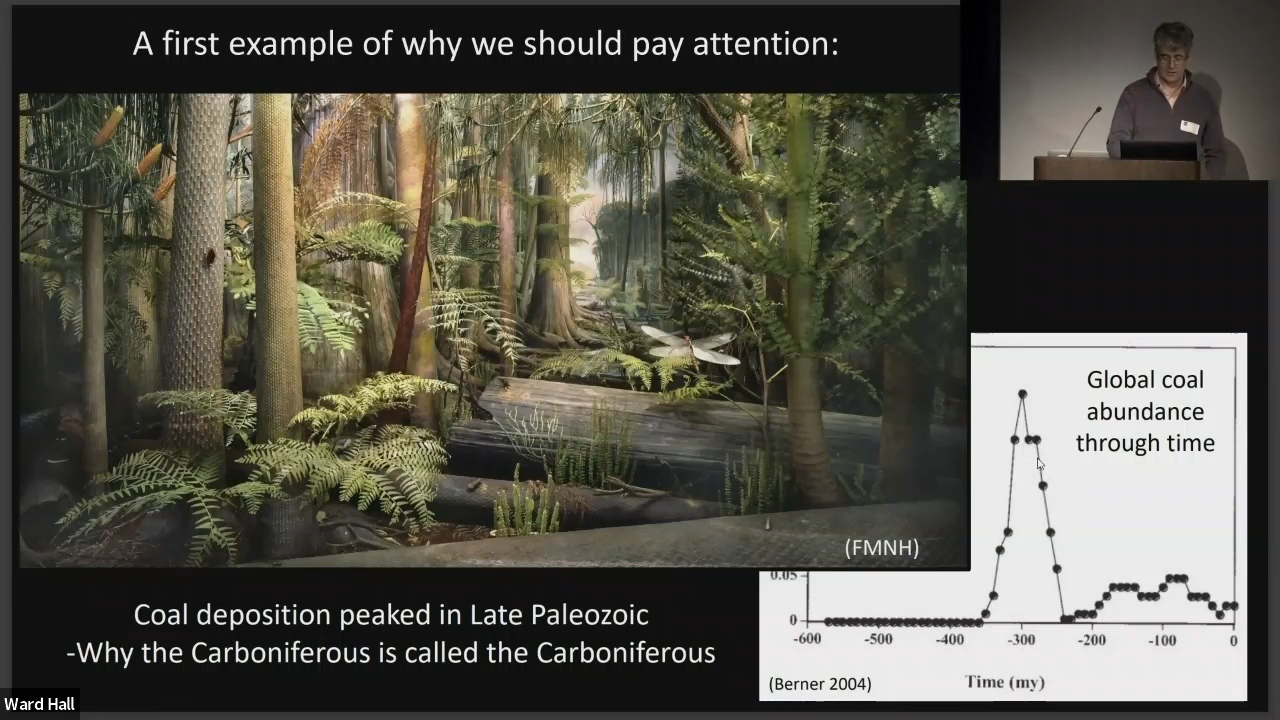 A first example of why we should pay attention:
(FMNH)
Global coal
abundance
through time
0.05
0
-600 -500 -400 -300 -200 -100 0
Time (my)
(Berner 2004)
Coal deposition peaked in Late Paleozoic
-Why the Carboniferous is called the Carboniferous
Ward Hall